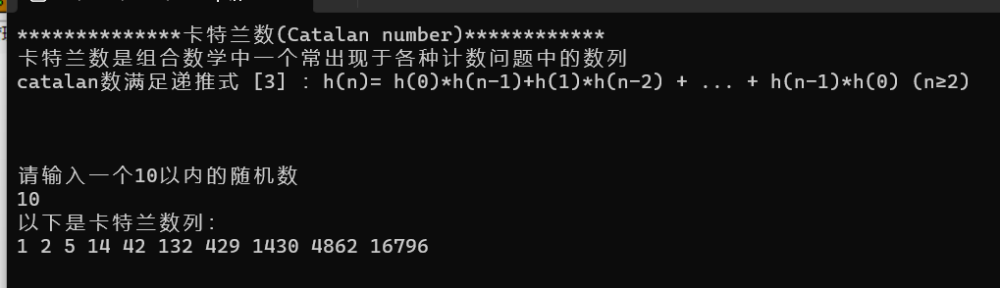 **************卡特兰数(Catalan number)************
卡特兰数是组合数学中一个常出现于各种计数问题中的数列
catalan数满足递推式 [3] : h(n)= h(0)*h(n-1)+h(1)*h(n-2) + ... + h(n-1)*h(0) (n≥2)
请输入一个10以内的随机数
10
以下是卡特兰数列:
1 2 5 14 42 132 429 1430 4862 16796